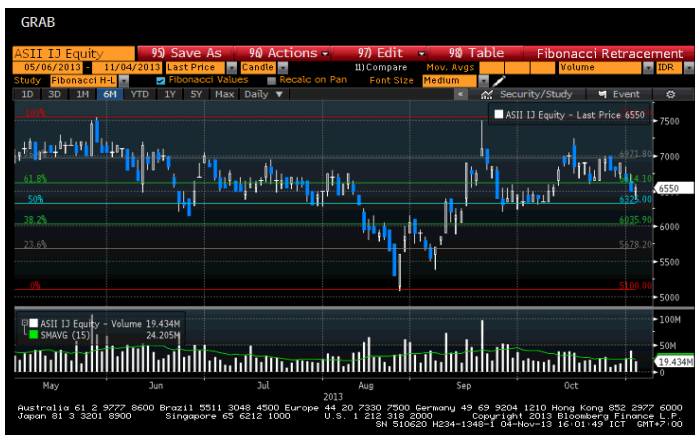 GRAB
ASII IJ Equity 95) Save As 96) Actions 97) Edit 98) Table Fibonacci Retracement
05/06/2013 - 11/04/2013 Last Price Candle 11) Compare Mov. Avgs Volume IDR
Study Fibonacci H-L Fibonacci Values Recalc on Pan Font Size Medium
1D 3D 1M 6M YTD 1Y 5Y Max Daily ▼ « Security/Study Event
100%
ASII IJ Equity - Last Price 6550
7500
6971.80
7000
61.8%
6614.10
6550
50%
6325.00
38.2%
6035.90
6000
23.6%
5678.20
5500
0%
5100.00
5000
ASII IJ Equity - Volume 19.434M
SMAVG (15) 24.205M
100M
50M
19.434M
0
May Jun Jul Aug Sep Oct
2013
Australia 61 2 9777 8600 Brazil 5511 3048 4500 Europe 44 20 7330 7500 Germany 49 69 9204 1210 Hong Kong 852 2977 6000
Japan 81 3 3201 8900 Singapore 65 6212 1000 U.S. 1 212 318 2000 Copyright 2013 Bloomberg Finance L.P.
SN 510620 H234-1348-1 04-Nov-13 16:01:49 ICT GMT+7:00